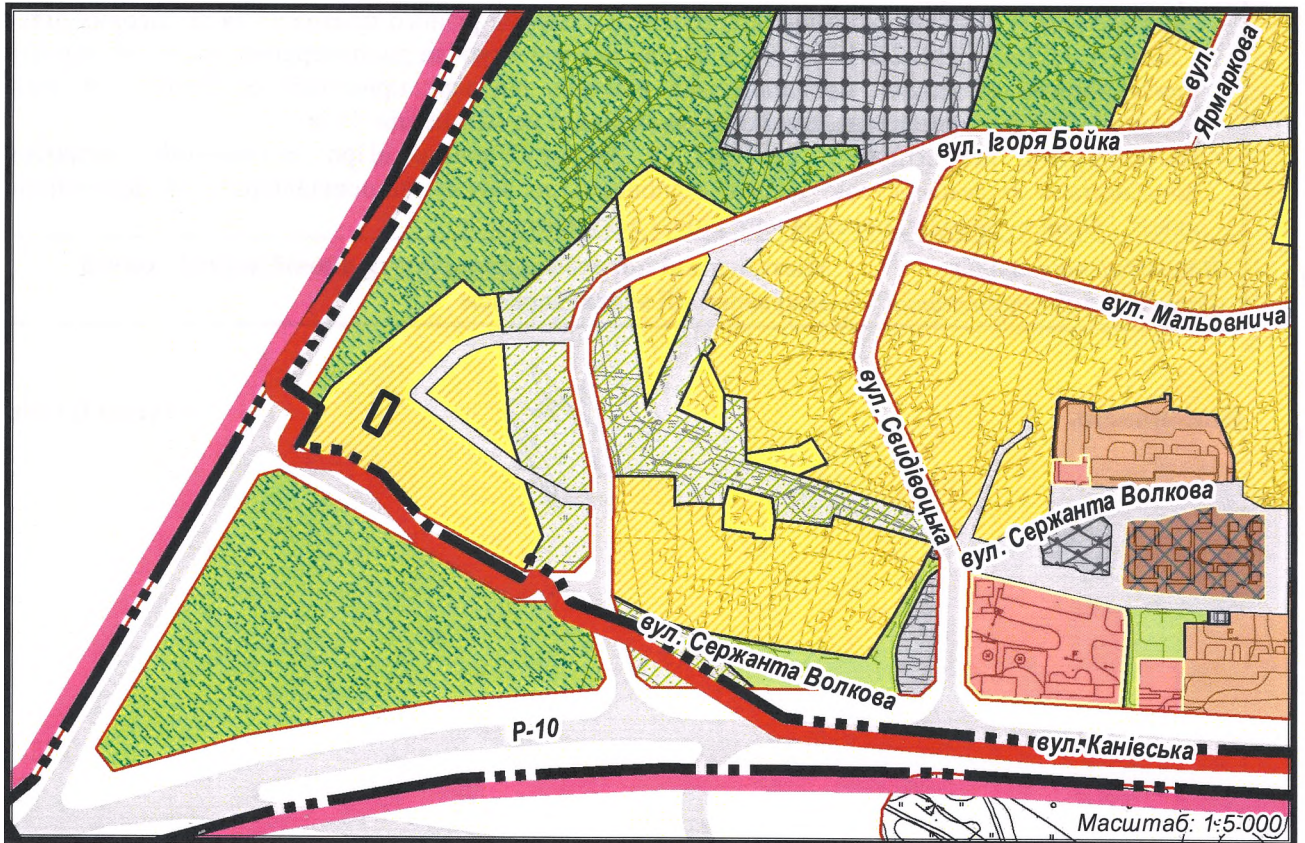 вул.
Ярмаркова
вул. Ігоря Бойка
вул. Мальовнича
вул. Свидівоцька
вул. Сержанта Волкова
вул. Сержанта Волкова
Р-10
вул. Канівська
Масштаб: 1:5 000